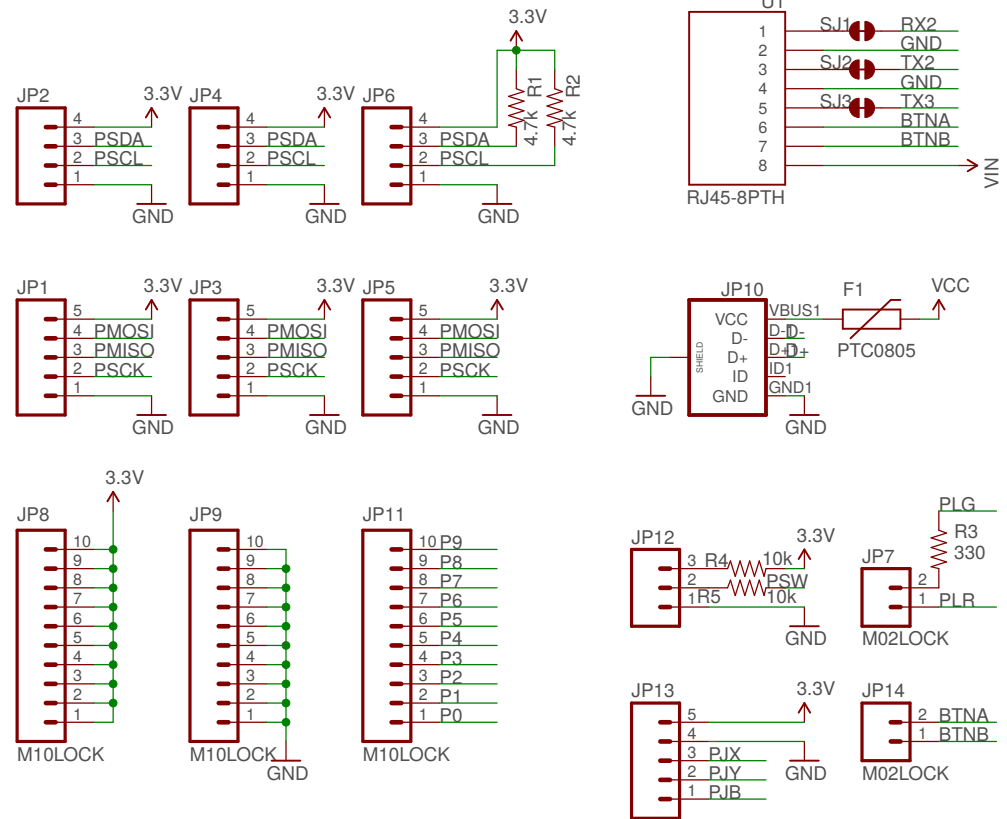 3.3V
U1
JP2
3.3V
4
3 PSDA
2 PSCL
1
GND
JP4
3.3V
4
3 PSDA
2 PSCL
1
GND
JP6
4
3 PSDA
2 PSCL
1
GND
R1
4.7k
R2
4.7k
1 SJ1 RX2
2 GND
3 SJ2 TX2
4 GND
5 SJ3 TX3
6 BTNA
7 BTNB
8
VIN
RJ45-8PTH
JP1
3.3V
5
4 PMOSI
3 PMISO
2 PSCK
1
GND
JP3
3.3V
5
4 PMOSI
3 PMISO
2 PSCK
1
GND
JP5
3.3V
5
4 PMOSI
3 PMISO
2 PSCK
1
GND
JP10
SHIELD
VCC VBUS1
D- D-1 D-
D+ D+1 D+
ID ID1
GND GND1
GND
GND
F1
PTC0805
VCC
3.3V
JP8
10
9
8
7
6
5
4
3
2
1
M10LOCK
JP9
10
9
8
7
6
5
4
3
2
1
M10LOCK
GND
JP11
10 P9
9 P8
8 P7
7 P6
6 P5
5 P4
4 P3
3 P2
2 P1
1 P0
M10LOCK
JP12
3.3V
3 R4 10k
2 PSW
1 R5 10k
GND
PLG
R3
330
JP7
2
1 PLR
M02LOCK
JP13
3.3V
5
4
3 PJX
2 PJY
1 PJB
GND
JP14
2 BTNA
1 BTNB
M02LOCK